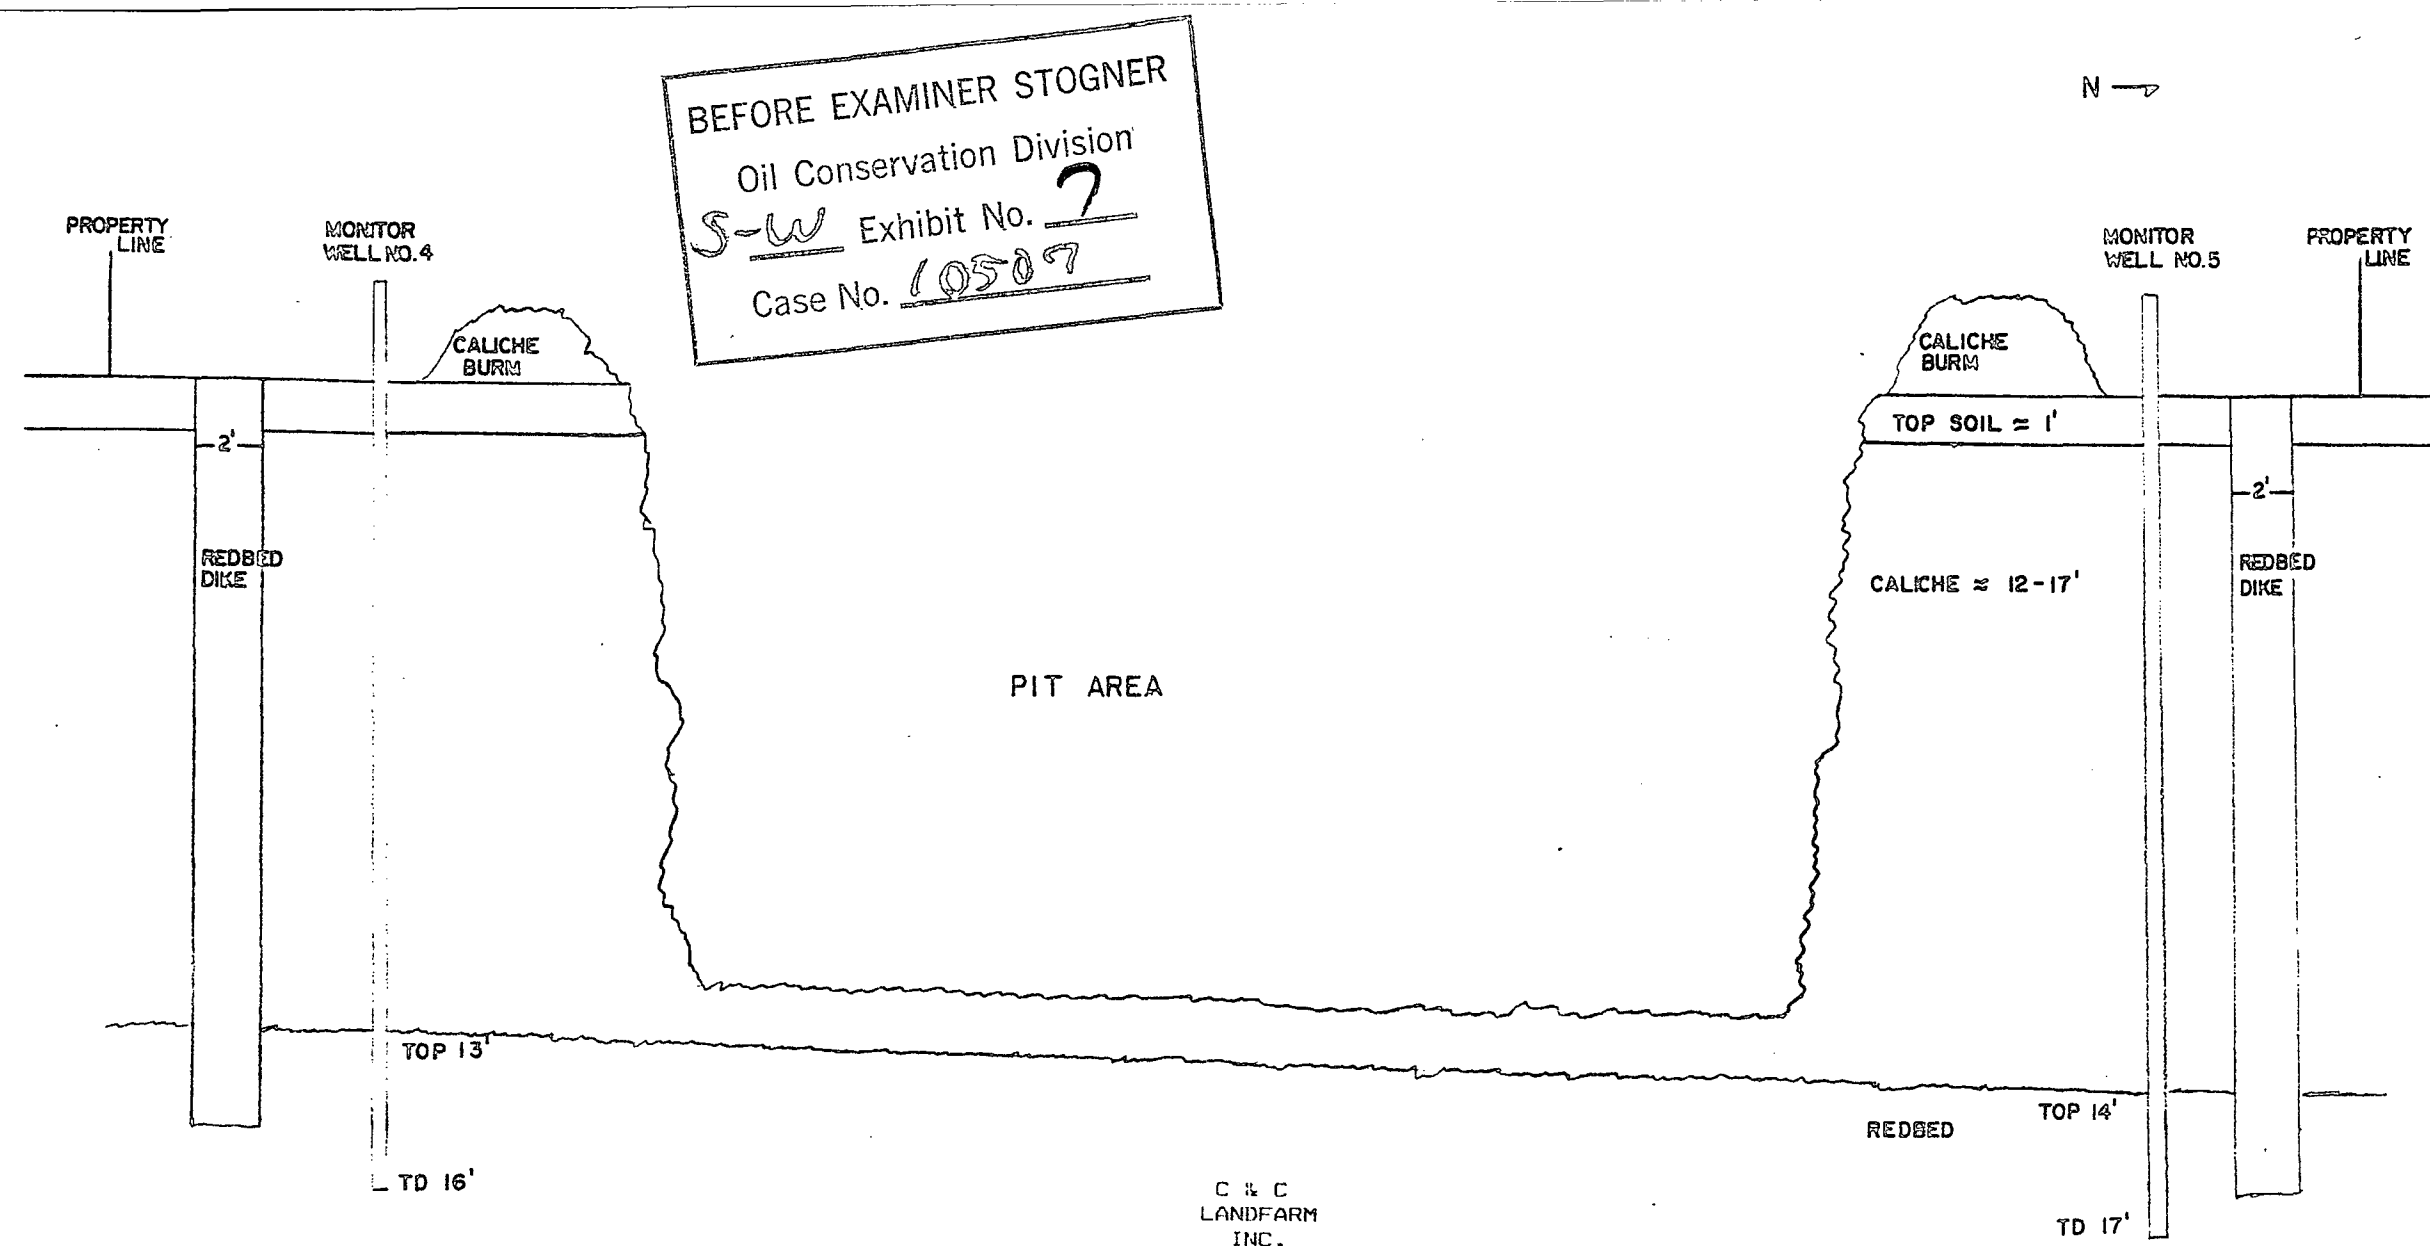 BEFORE EXAMINER STOGNER
Oil Conservation Division
S-W Exhibit No. 7
Case No. 10507
N
PROPERTY
LINE
MONITOR
WELL NO.4
CALICHE
BURM
MONITOR
WELL NO.5
PROPERTY
LINE
CALICHE
BURM
TOP SOIL ≈ 1'
2'
2'
REDBED
DIKE
CALICHE ≈ 12-17'
REDBED
DIKE
PIT AREA
TOP 13'
TOP 14'
REDBED
TD 16'
TD 17'
C & C
LANDFARM
INC.